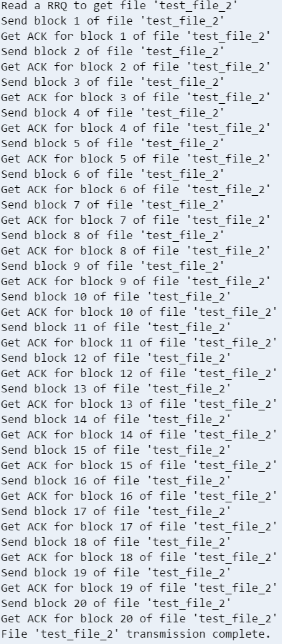 Read a RRQ to get file 'test_file_2'
Send block 1 of file 'test_file_2'
Get ACK for block 1 of file 'test_file_2'
Send block 2 of file 'test_file_2'
Get ACK for block 2 of file 'test_file_2'
Send block 3 of file 'test_file_2'
Get ACK for block 3 of file 'test_file_2'
Send block 4 of file 'test_file_2'
Get ACK for block 4 of file 'test_file_2'
Send block 5 of file 'test_file_2'
Get ACK for block 5 of file 'test_file_2'
Send block 6 of file 'test_file_2'
Get ACK for block 6 of file 'test_file_2'
Send block 7 of file 'test_file_2'
Get ACK for block 7 of file 'test_file_2'
Send block 8 of file 'test_file_2'
Get ACK for block 8 of file 'test_file_2'
Send block 9 of file 'test_file_2'
Get ACK for block 9 of file 'test_file_2'
Send block 10 of file 'test_file_2'
Get ACK for block 10 of file 'test_file_2'
Send block 11 of file 'test_file_2'
Get ACK for block 11 of file 'test_file_2'
Send block 12 of file 'test_file_2'
Get ACK for block 12 of file 'test_file_2'
Send block 13 of file 'test_file_2'
Get ACK for block 13 of file 'test_file_2'
Send block 14 of file 'test_file_2'
Get ACK for block 14 of file 'test_file_2'
Send block 15 of file 'test_file_2'
Get ACK for block 15 of file 'test_file_2'
Send block 16 of file 'test_file_2'
Get ACK for block 16 of file 'test_file_2'
Send block 17 of file 'test_file_2'
Get ACK for block 17 of file 'test_file_2'
Send block 18 of file 'test_file_2'
Get ACK for block 18 of file 'test_file_2'
Send block 19 of file 'test_file_2'
Get ACK for block 19 of file 'test_file_2'
Send block 20 of file 'test_file_2'
Get ACK for block 20 of file 'test_file_2'
File 'test_file_2' transmission complete.